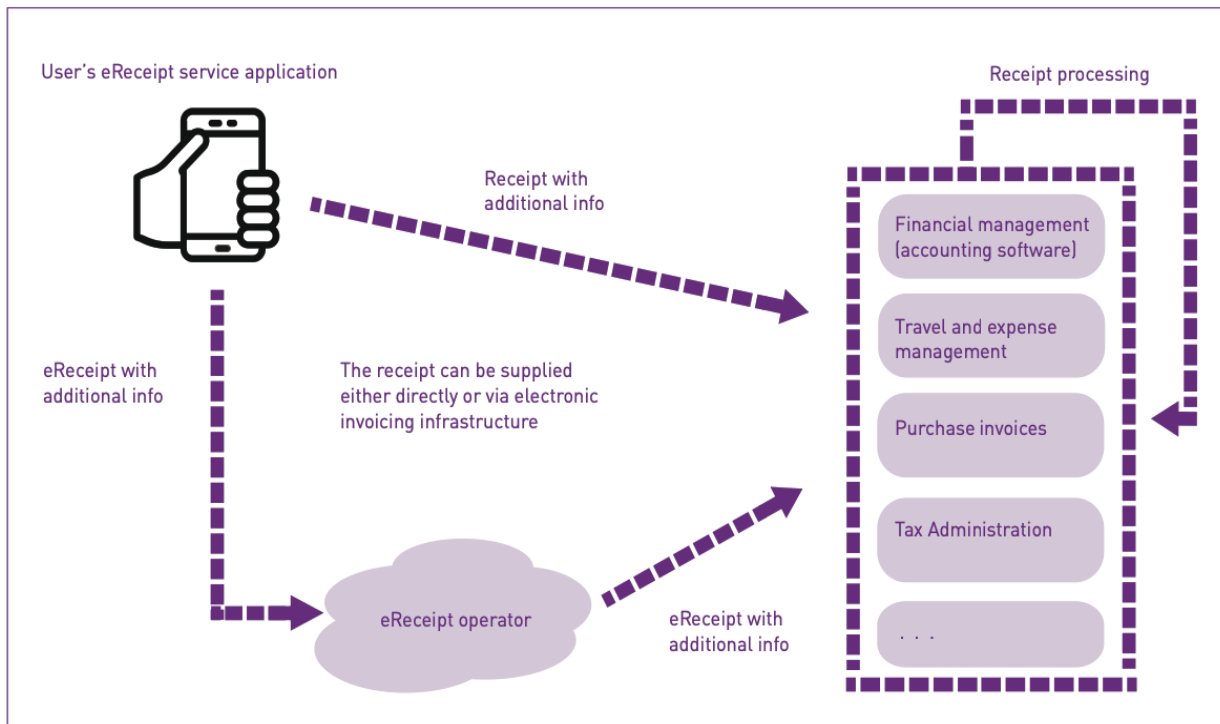 User's eReceipt service application
Receipt processing
Receipt with
additional info
Financial management
(accounting software)
Travel and expense
management
eReceipt with
additional info
The receipt can be supplied
either directly or via electronic
invoicing infrastructure
Purchase invoices
Tax Administration
eReceipt operator
eReceipt with
additional info
. . .